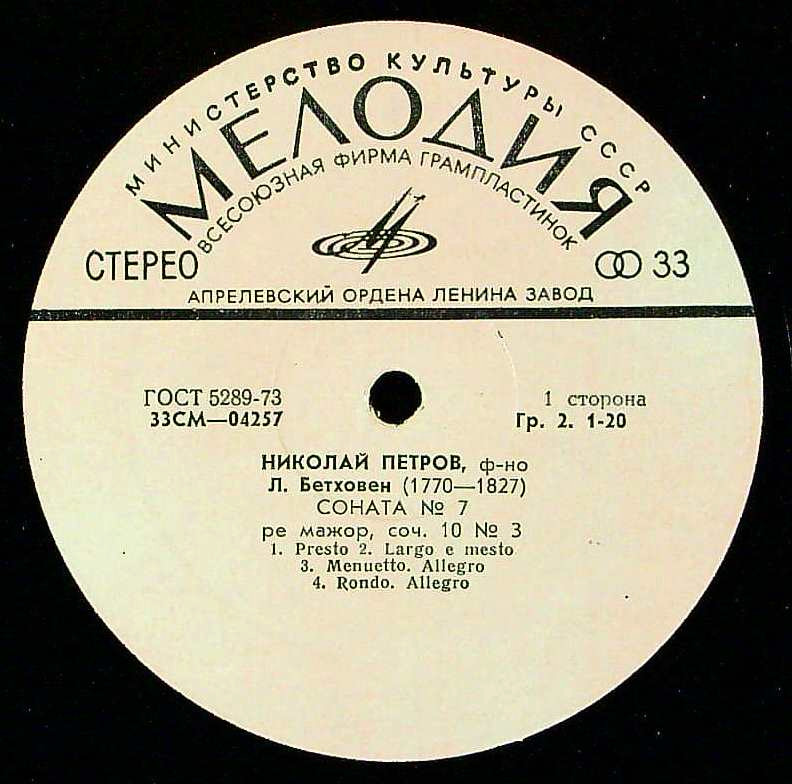 МИНИСТЕРСТВО КУЛЬТУРЫ СССР
МЕЛОДИЯ
ВСЕСОЮЗНАЯ ФИРМА ГРАМПЛАСТИНОК
СТЕРЕО 33
АПРЕЛЕВСКИЙ ОРДЕНА ЛЕНИНА ЗАВОД
ГОСТ 5289-73 1 сторона
33СМ—04257 Гр. 2. 1-20
НИКОЛАЙ ПЕТРОВ, ф-но
Л. Бетховен (1770—1827)
СОНАТА № 7
ре мажор, соч. 10 № 3
1. Presto 2. Largo e mesto
3. Menuetto. Allegro
4. Rondo. Allegro